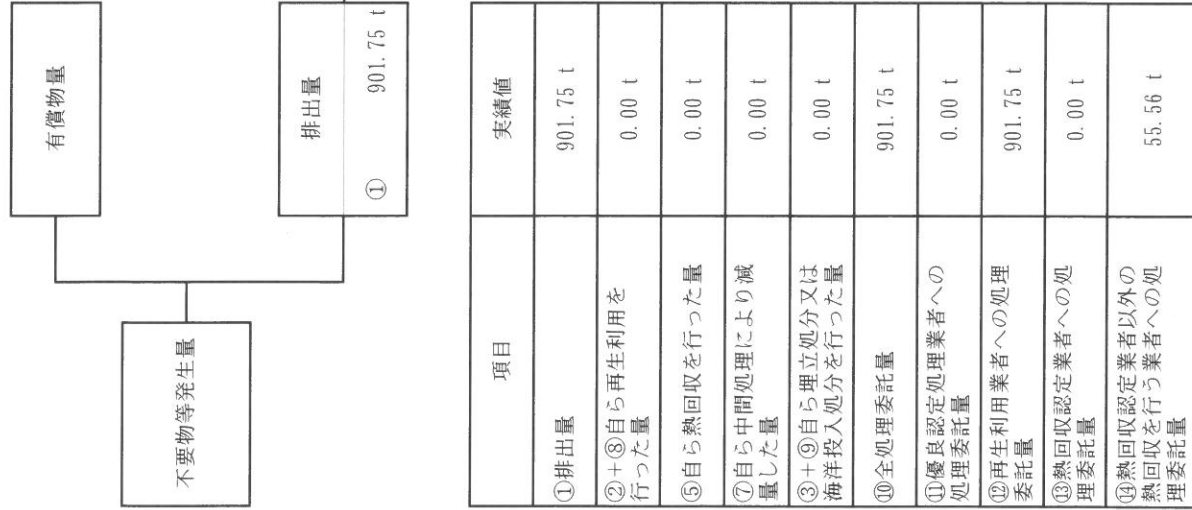 不要物等発生量
有償物量
排出量
① 901.75 t
項目 実績値
①排出量 901.75 t
②+⑧自ら再生利用を
行った量 0.00 t
⑤自ら熱回収を行った量 0.00 t
⑦自ら中間処理により減
量した量 0.00 t
③+⑨自ら埋立処分又は
海洋投入処分を行った量 0.00 t
⑩全処理委託量 901.75 t
⑪優良認定処理業者への
処理委託量 0.00 t
⑫再生利用業者への処理
委託量 901.75 t
⑬熱回収認定業者への処
理委託量 0.00 t
⑭熱回収認定業者以外の
熱回収を行う業者への処
理委託量 55.56 t